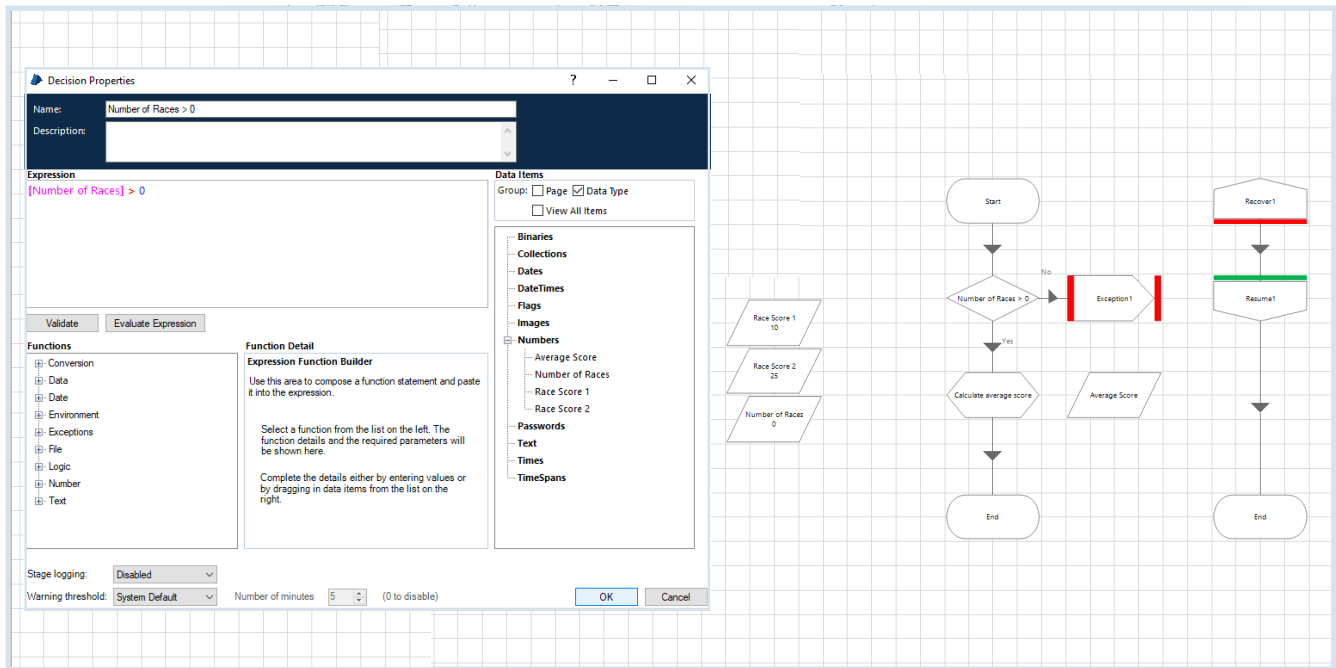 Decision Properties
?
Name:
Number of Races > 0
Description:
Expression
[Number of Races] > 0
Data Items
Group: Page Data Type
View All Items
Binaries
Collections
Dates
DateTimes
Flags
Images
Numbers
Average Score
Number of Races
Race Score 1
Race Score 2
Passwords
Text
Times
TimeSpans
Validate
Evaluate Expression
Functions
Conversion
Data
Date
Environment
Exceptions
File
Logic
Number
Text
Function Detail
Expression Function Builder
Use this area to compose a function statement and paste
it into the expression.
Select a function from the list on the left. The
function details and the required parameters will
be shown here.
Complete the details either by entering values or
by dragging in data items from the list on the
right.
Stage logging:
Disabled
Warning threshold:
System Default
Number of minutes
5
(0 to disable)
OK
Cancel
Race Score 1
10
Race Score 2
25
Number of Races
0
Start
Number of Races > 0
No
Exception1
Yes
Calculate average score
Average Score
End
Recover1
Resume1
End